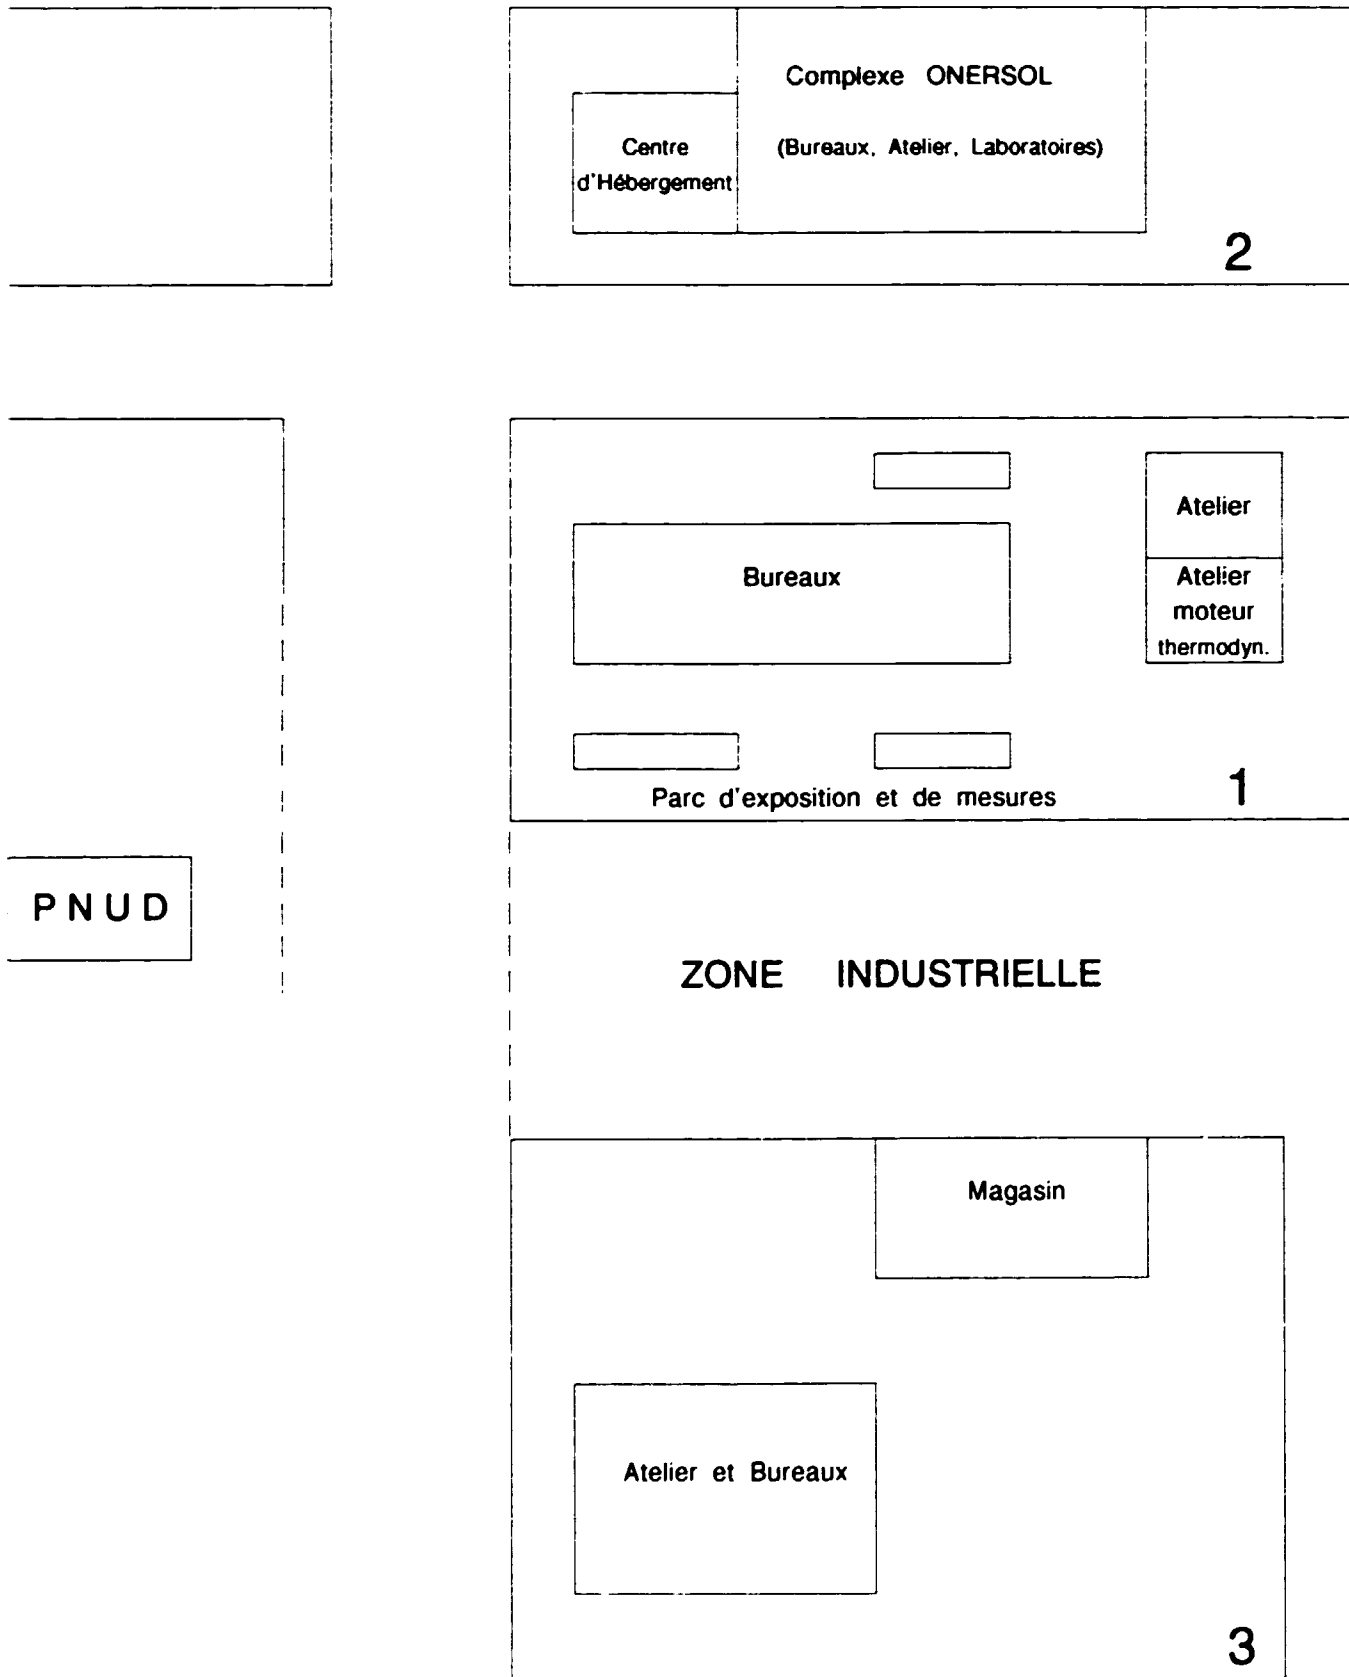 Complexe ONERSOL
(Bureaux, Atelier, Laboratoires)
Centre
d'Hébergement
2
Bureaux
Atelier
Atelier
moteur
thermodyn.
Parc d'exposition et de mesures
1
PNUD
ZONE INDUSTRIELLE
Magasin
Atelier et Bureaux
3